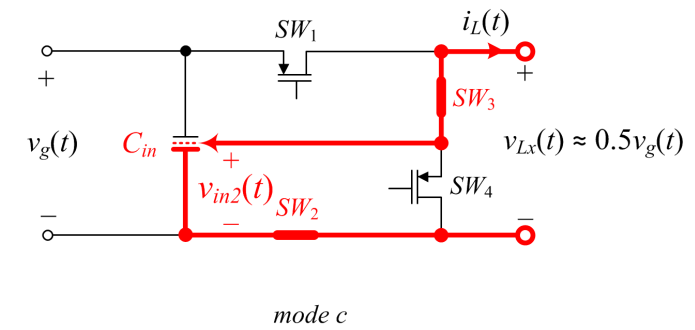 SW1
iL(t)
+
+
SW3
vg(t)
Cin
vLx(t) ≈ 0.5vg(t)
+
vin2(t)
SW4
−
−
SW2
−
mode c